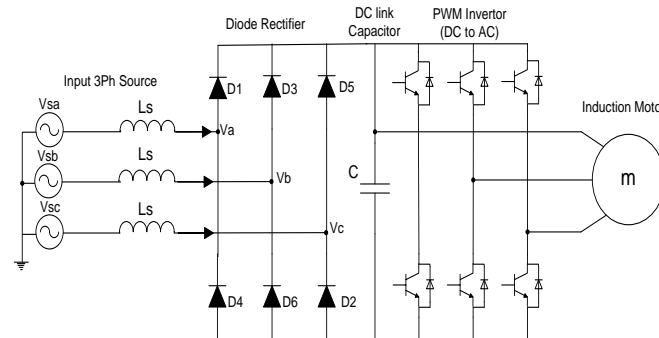 Diode Rectifier
DC link
Capacitor
PWM Invertor
(DC to AC)
Input 3Ph Source
D1
D3
D5
Induction Moto
Vsa
Ls
Va
Vsb
Ls
Vb
C
m
Vsc
Ls
Vc
D4
D6
D2